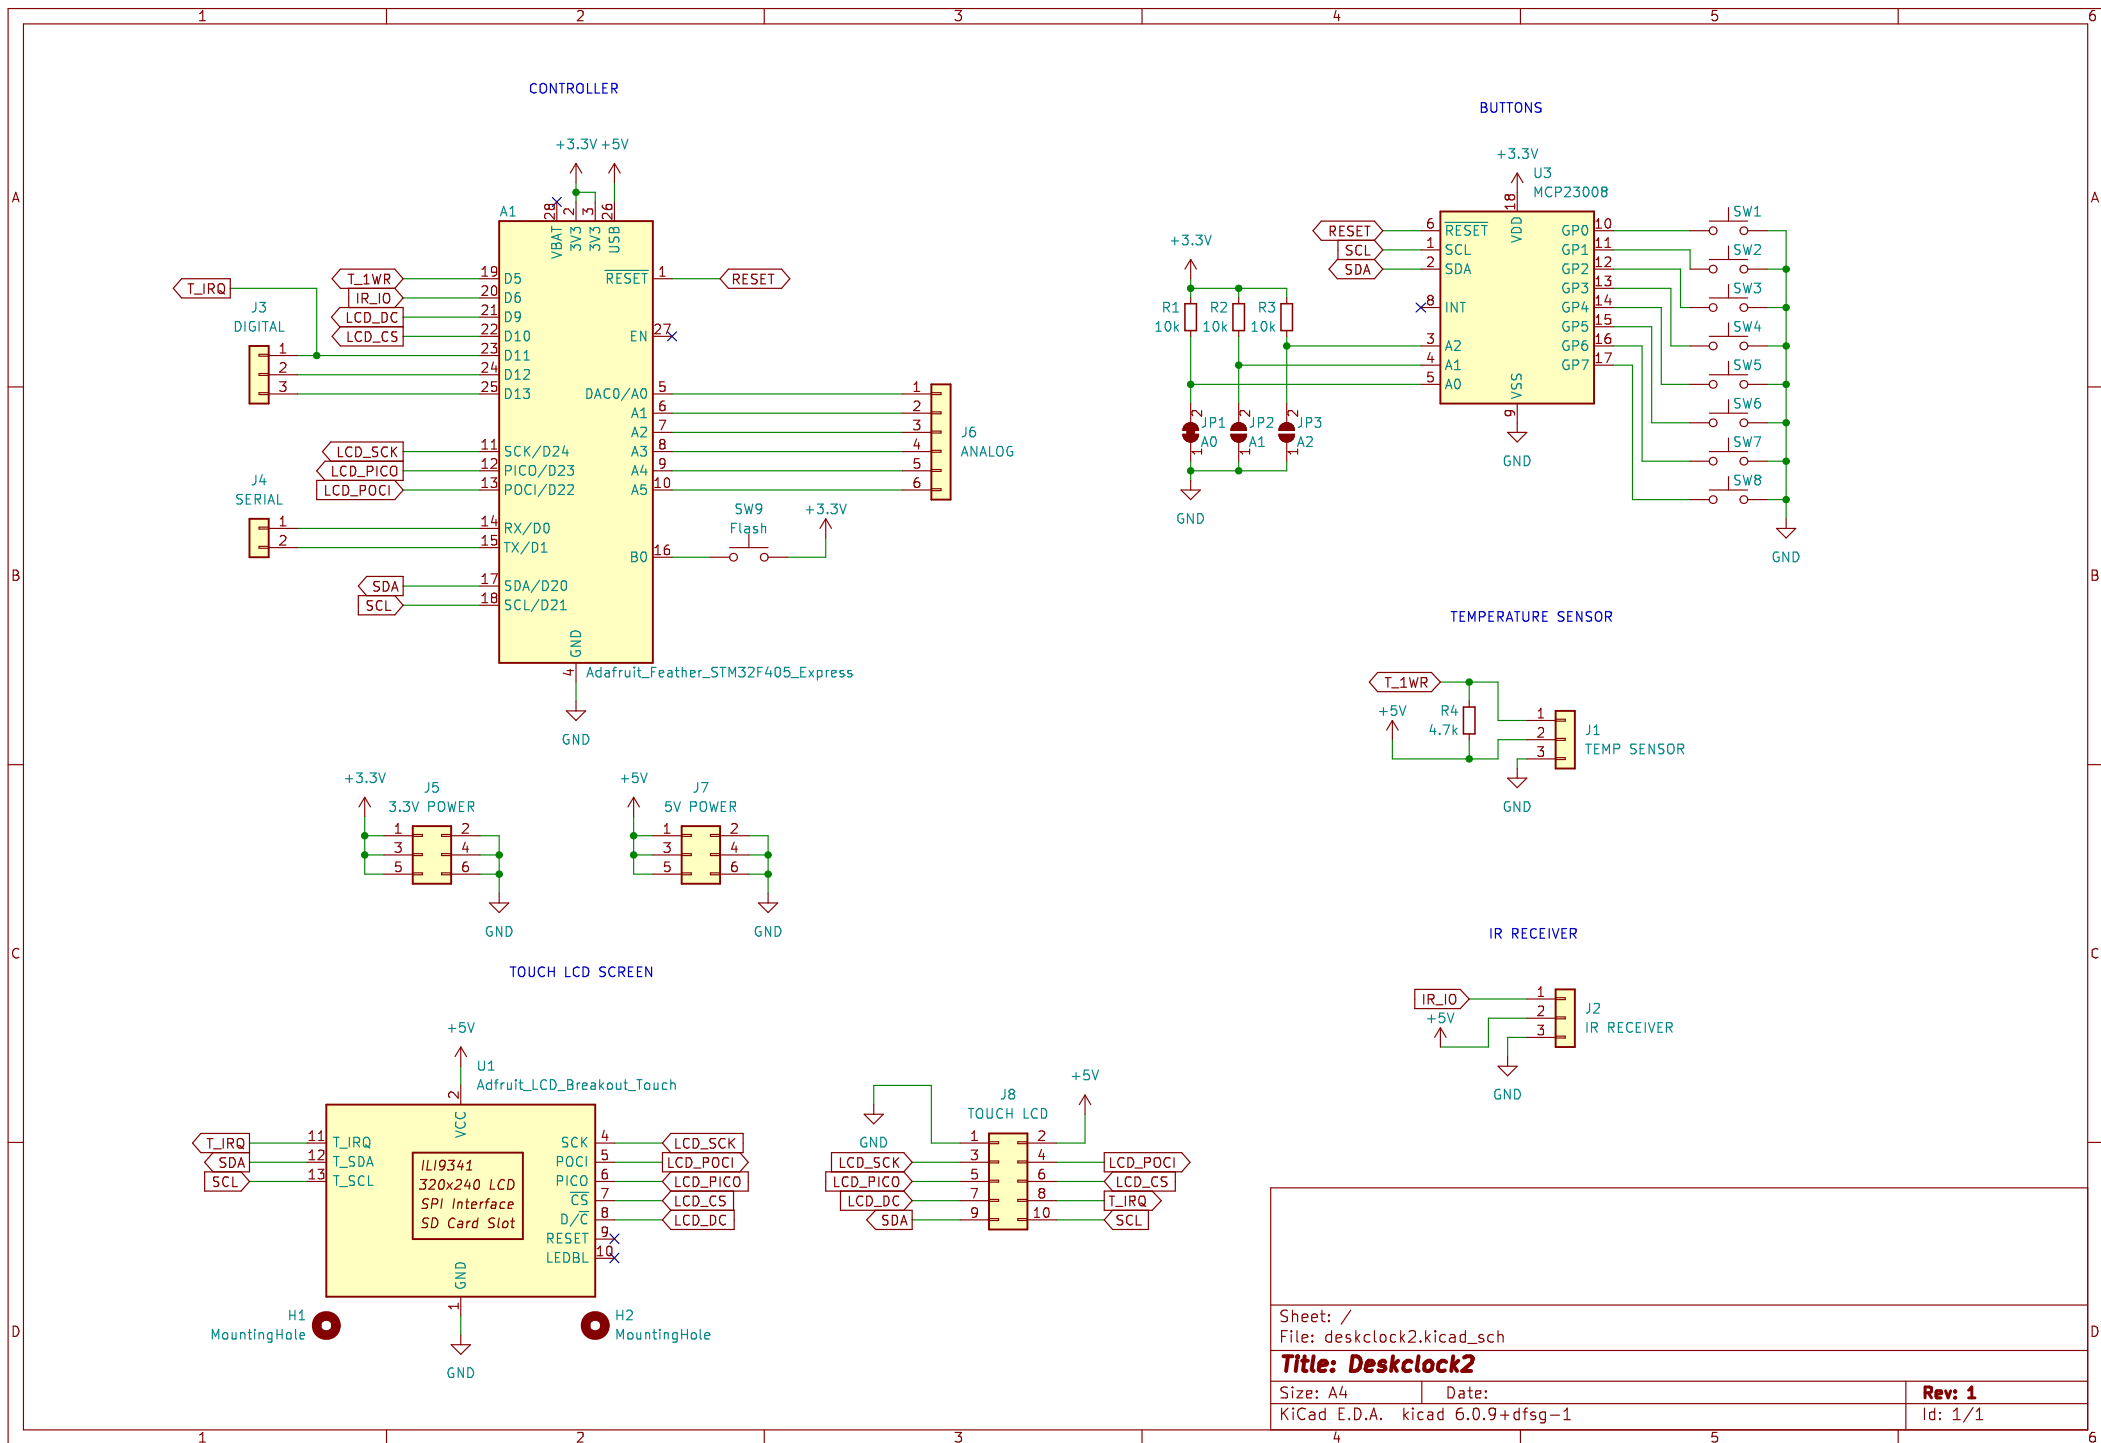 1 2 3 4 5 6
A
B
C
D
CONTROLLER
+3.3V +5V
A1
28 2 3 26
VBAT 3V3 3V3 USB
T_1WR 19 D5
IR_IO 20 D6
LCD_DC 21 D9
LCD_CS 22 D10
23 D11
24 D12
25 D13
LCD_SCK 11 SCK/D24
LCD_PICO 12 PICO/D23
LCD_POCI 13 POCI/D22
14 RX/D0
15 TX/D1
SDA 17 SDA/D20
SCL 18 SCL/D21
RESET 1 RESET
EN 27
DAC0/A0 5
A1 6
A2 7
A3 8
A4 9
A5 10
B0 16
GND
4
Adafruit_Feather_STM32F405_Express
GND
T_IRQ
J3
DIGITAL
1
2
3
J4
SERIAL
1
2
1
2
3
4
5
6
J6
ANALOG
SW9
Flash
+3.3V
BUTTONS
+3.3V
U3
MCP23008
18
VDD
RESET 6 RESET
SCL 1 SCL
SDA 2 SDA
8 INT
3 A2
4 A1
5 A0
GP0 10
GP1 11
GP2 12
GP3 13
GP4 14
GP5 15
GP6 16
GP7 17
VSS
9
GND
+3.3V
R1 R2 R3
10k 10k 10k
2 2 2
JP1 JP2 JP3
A0 A1 A2
1 1 1
GND
SW1
SW2
SW3
SW4
SW5
SW6
SW7
SW8
GND
TEMPERATURE SENSOR
T_1WR
+5V
R4
4.7k
1
2
3
J1
TEMP SENSOR
GND
+3.3V
J5
3.3V POWER
1 2
3 4
5 6
GND
+5V
J7
5V POWER
1 2
3 4
5 6
GND
IR RECEIVER
IR_IO
+5V
1
2
3
J2
IR RECEIVER
GND
TOUCH LCD SCREEN
+5V
U1
Adfruit_LCD_Breakout_Touch
2
VCC
T_IRQ 11 T_IRQ
SDA 12 T_SDA
SCL 13 T_SCL
ILI9341
320x240 LCD
SPI Interface
SD Card Slot
SCK 4 LCD_SCK
POCI 5 LCD_POCI
PICO 6 LCD_PICO
CS 7 LCD_CS
D/C 8 LCD_DC
RESET 9
LEDBL 10
GND
1
H1
MountingHole
H2
MountingHole
GND
+5V
J8
TOUCH LCD
GND
1 2
LCD_SCK 3 4 LCD_POCI
LCD_PICO 5 6 LCD_CS
LCD_DC 7 8 T_IRQ
SDA 9 10 SCL
Sheet: /
File: deskclock2.kicad_sch
Title: Deskclock2
Size: A4 Date: Rev: 1
KiCad E.D.A. kicad 6.0.9+dfsg-1 Id: 1/1
A
B
C
D
1 2 3 4 5 6